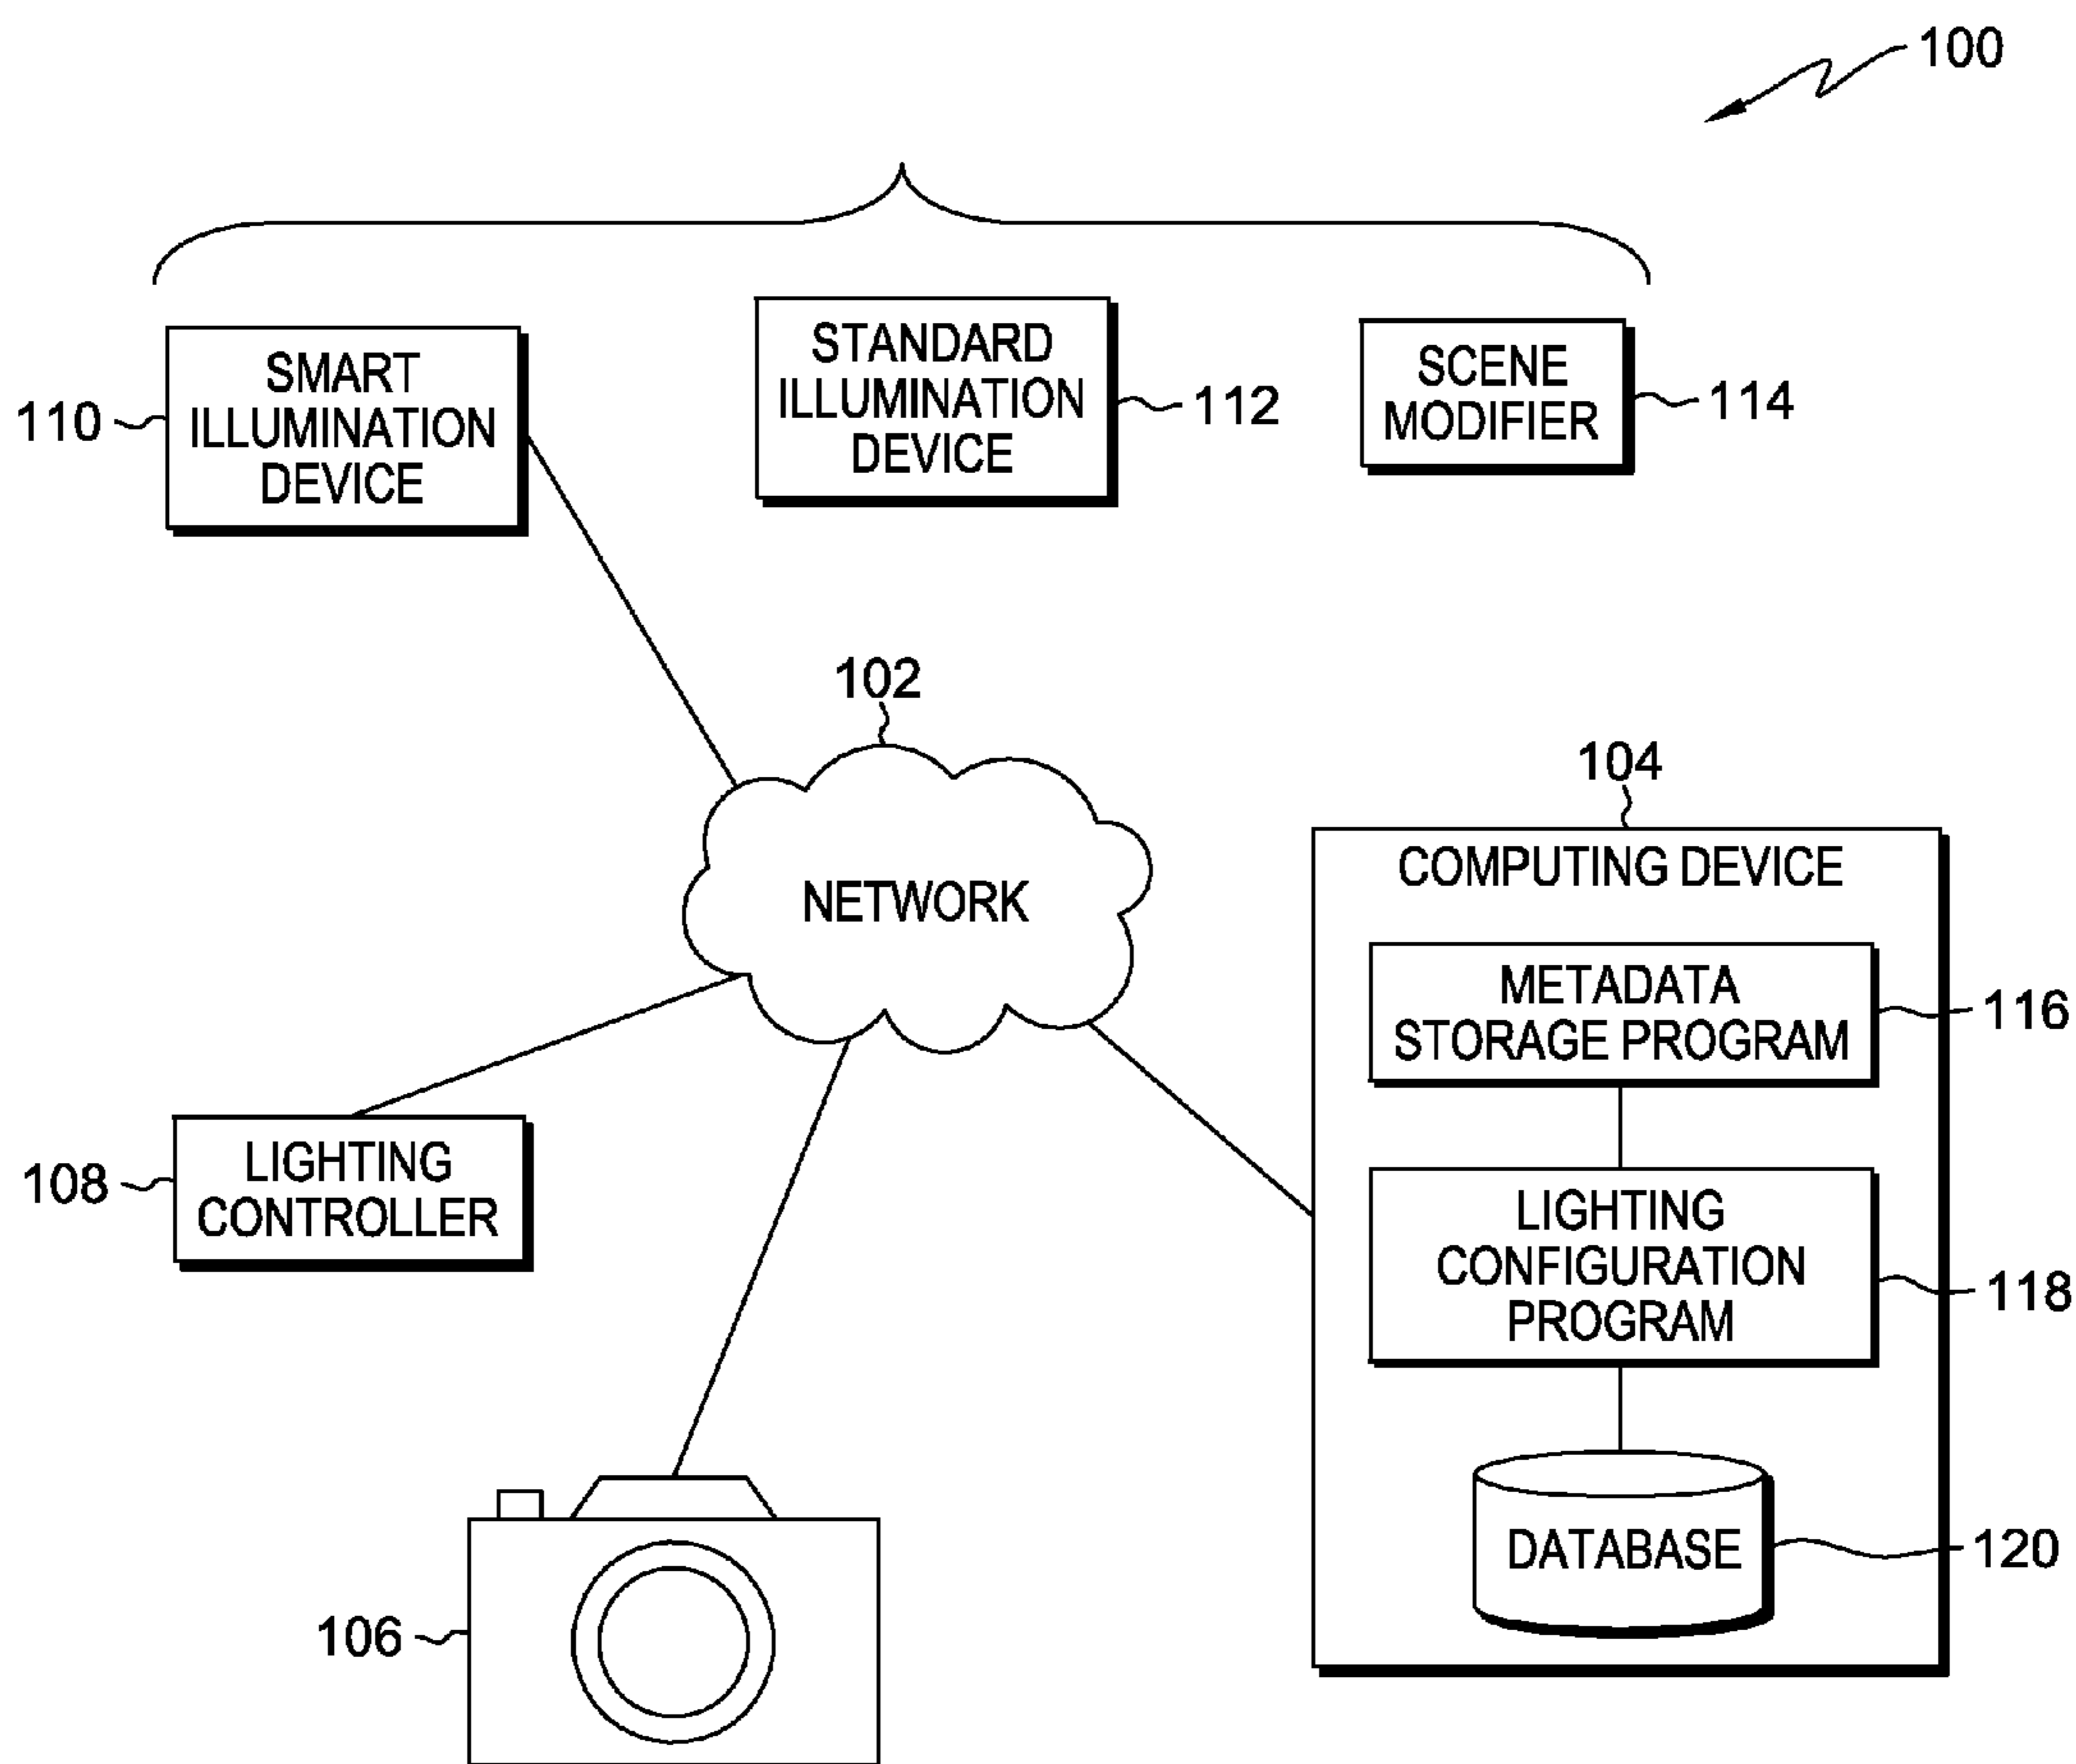 100
SMART
ILLUMINATION
DEVICE
110
STANDARD
ILLUMINATION
DEVICE
112
SCENE
MODIFIER
114
102
NETWORK
104
COMPUTING DEVICE
METADATA
STORAGE PROGRAM
116
LIGHTING
CONFIGURATION
PROGRAM
118
DATABASE
120
108
LIGHTING
CONTROLLER
106